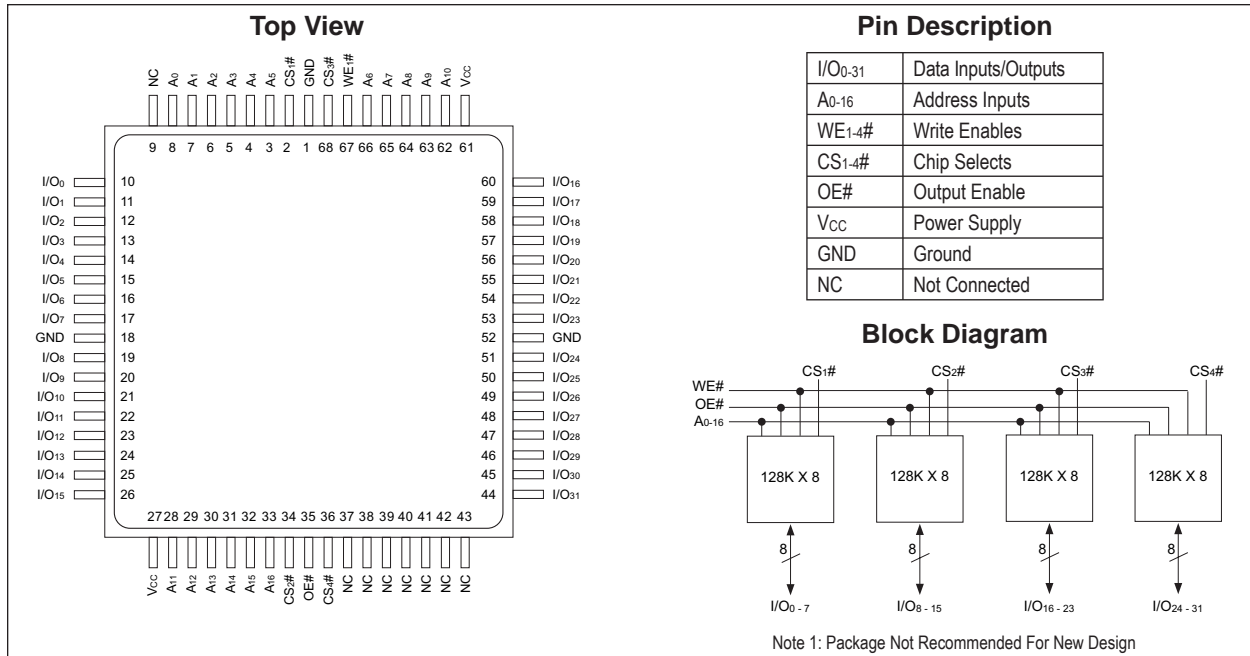 Top View
NC A0 A1 A2 A3 A4 A5 CS1# GND CS3# WE1# A6 A7 A8 A9 A10 VCC
9 8 7 6 5 4 3 2 1 68 67 66 65 64 63 62 61
I/O0 10
I/O1 11
I/O2 12
I/O3 13
I/O4 14
I/O5 15
I/O6 16
I/O7 17
GND 18
I/O8 19
I/O9 20
I/O10 21
I/O11 22
I/O12 23
I/O13 24
I/O14 25
I/O15 26
60 I/O16
59 I/O17
58 I/O18
57 I/O19
56 I/O20
55 I/O21
54 I/O22
53 I/O23
52 GND
51 I/O24
50 I/O25
49 I/O26
48 I/O27
47 I/O28
46 I/O29
45 I/O30
44 I/O31
27 28 29 30 31 32 33 34 35 36 37 38 39 40 41 42 43
VCC A11 A12 A13 A14 A15 A16 CS2# OE# CS4# NC NC NC NC NC NC NC
Pin Description
I/O0-31 Data Inputs/Outputs
A0-16 Address Inputs
WE1-4# Write Enables
CS1-4# Chip Selects
OE# Output Enable
VCC Power Supply
GND Ground
NC Not Connected
Block Diagram
CS1# CS2# CS3# CS4#
WE#
OE#
A0-16
128K X 8 128K X 8 128K X 8 128K X 8
8 8 8 8
I/O0 - 7 I/O8 - 15 I/O16 - 23 I/O24 - 31
Note 1: Package Not Recommended For New Design